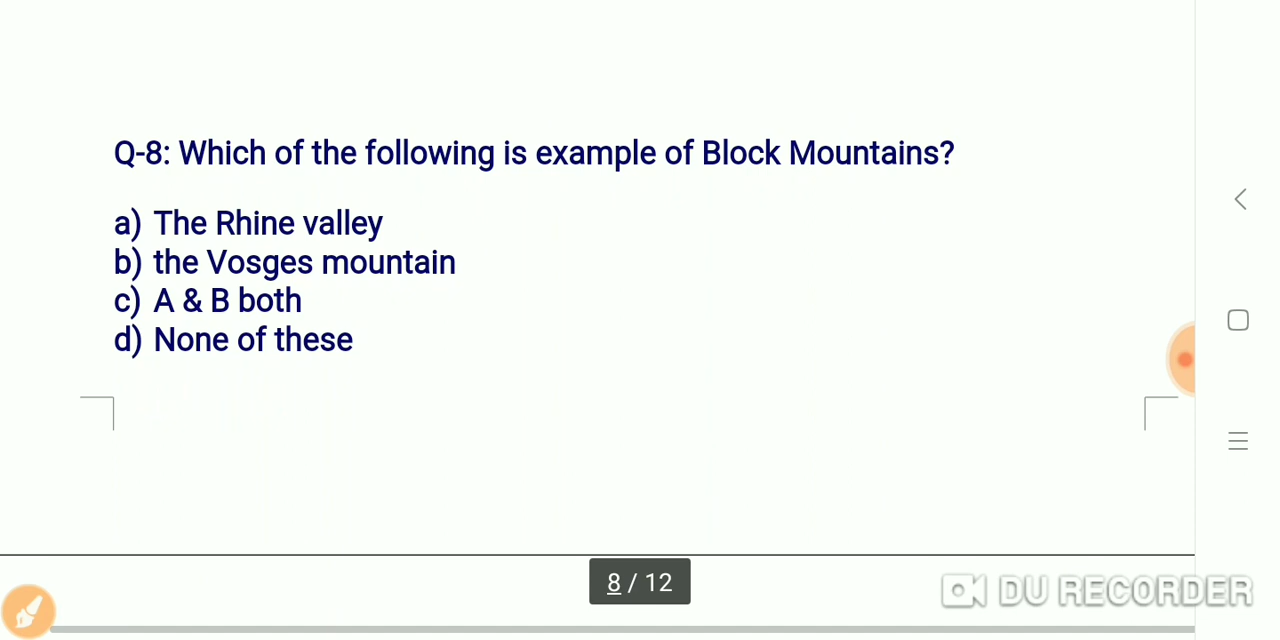 Q-8: Which of the following is example of Block Mountains?
a) The Rhine valley
b) the Vosges mountain
c) A & B both
d) None of these
8 / 12
DU RECORDER